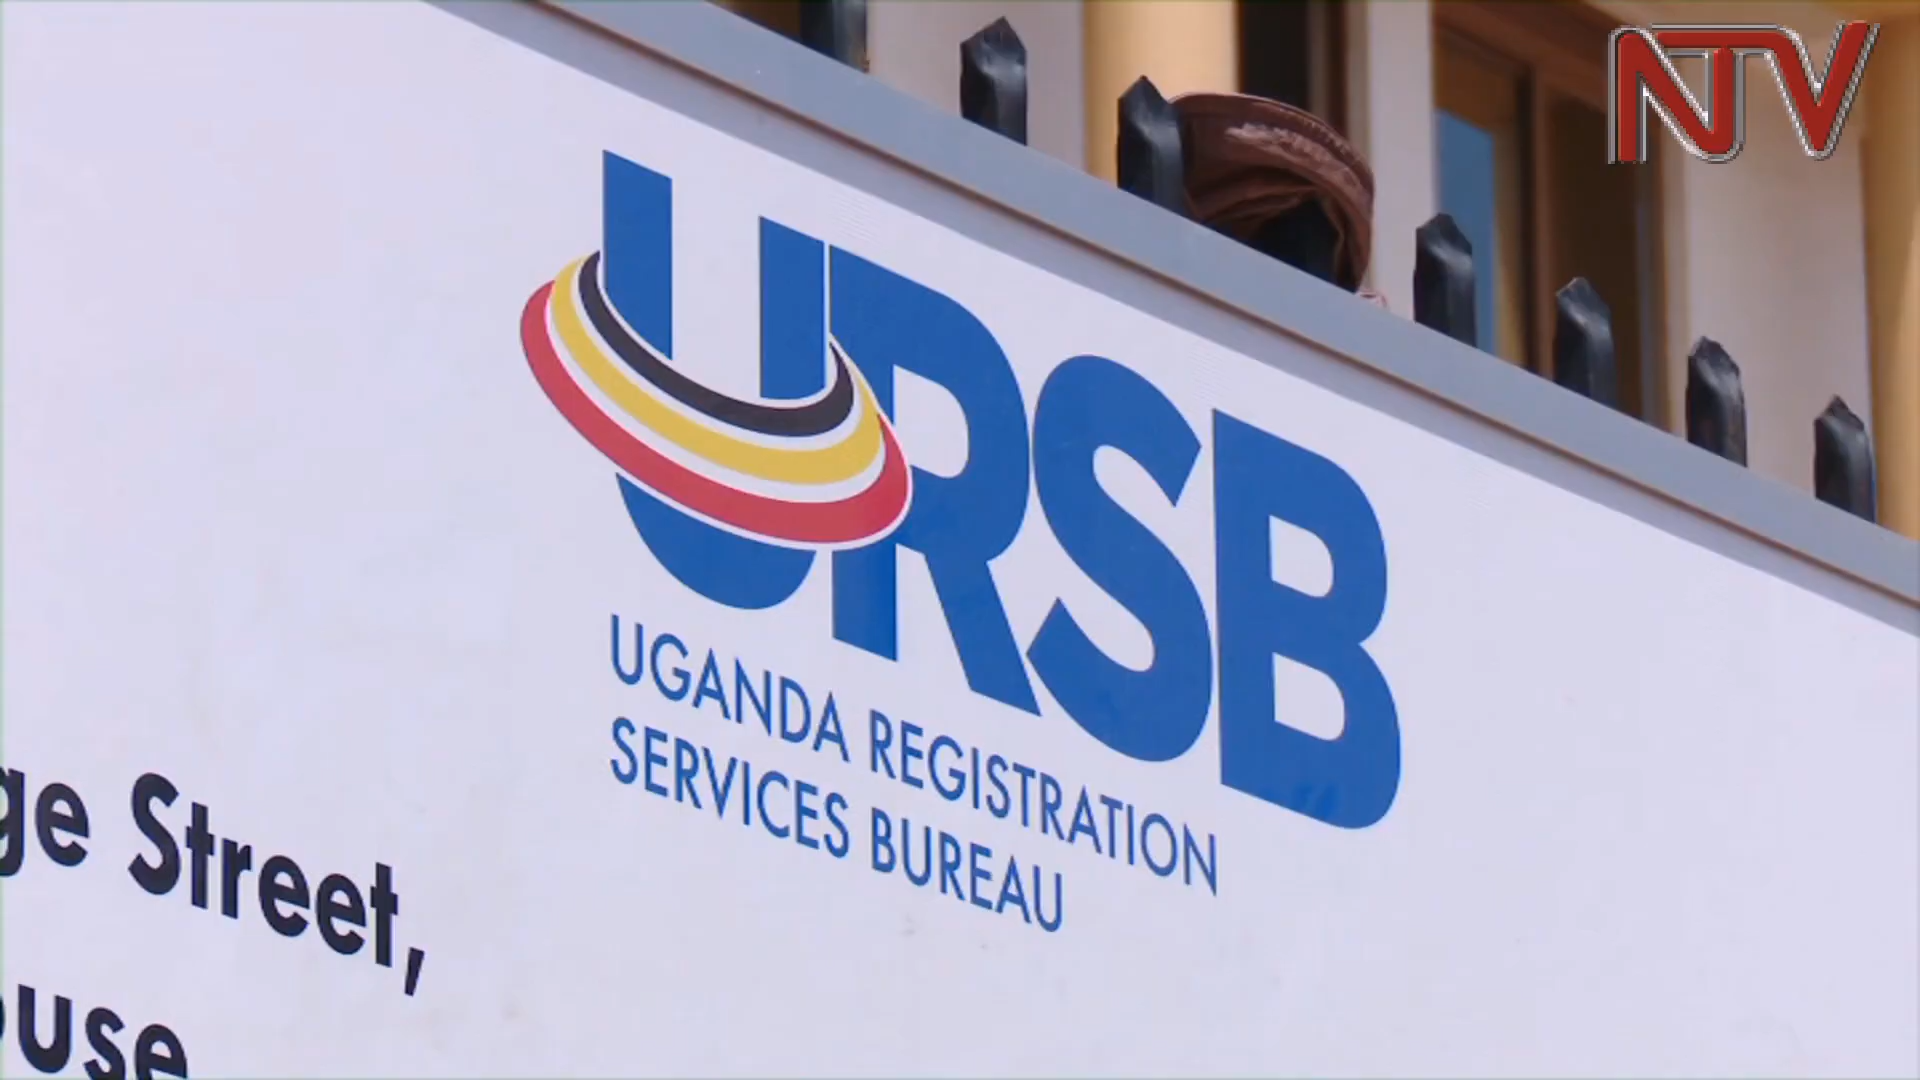 NTV
URSB
UGANDA REGISTRATION
SERVICES BUREAU
ge Street,
ouse